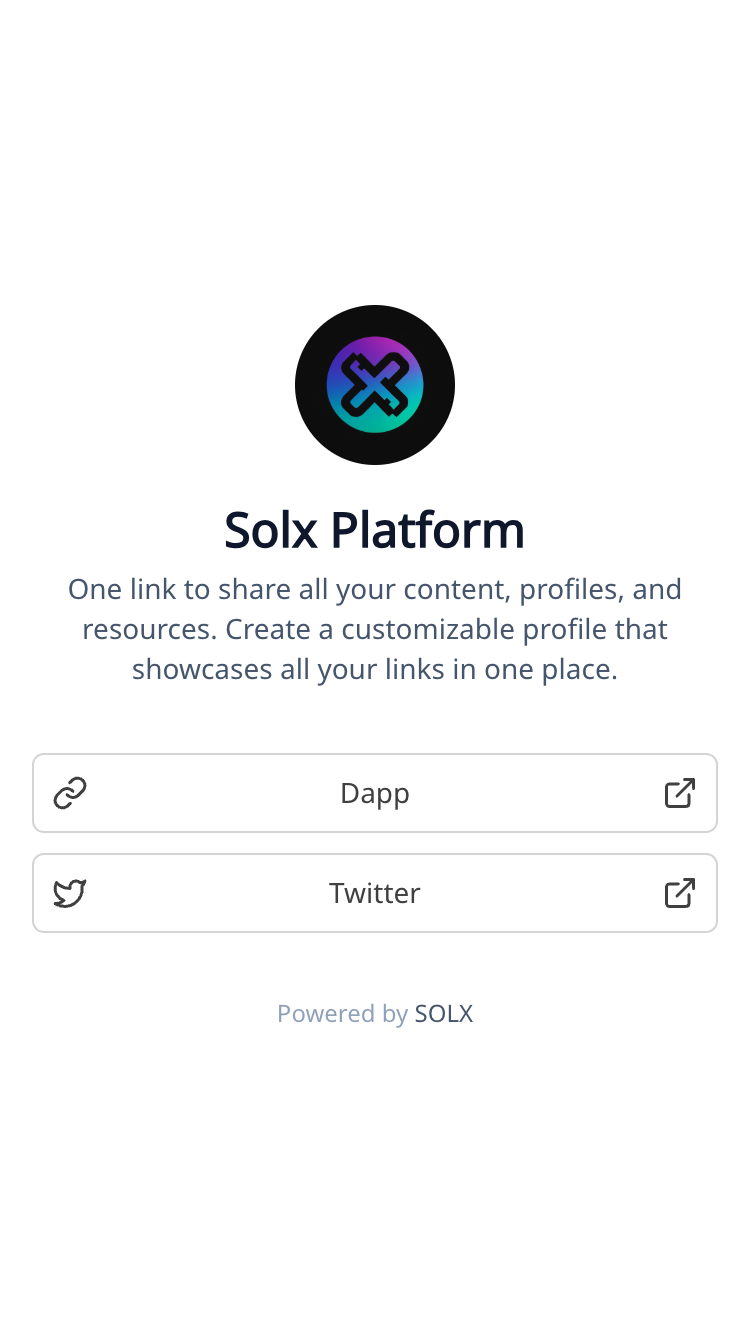 Solx Platform
One link to share all your content, profiles, and
resources. Create a customizable profile that
showcases all your links in one place.
Dapp
Twitter
Powered by SOLX